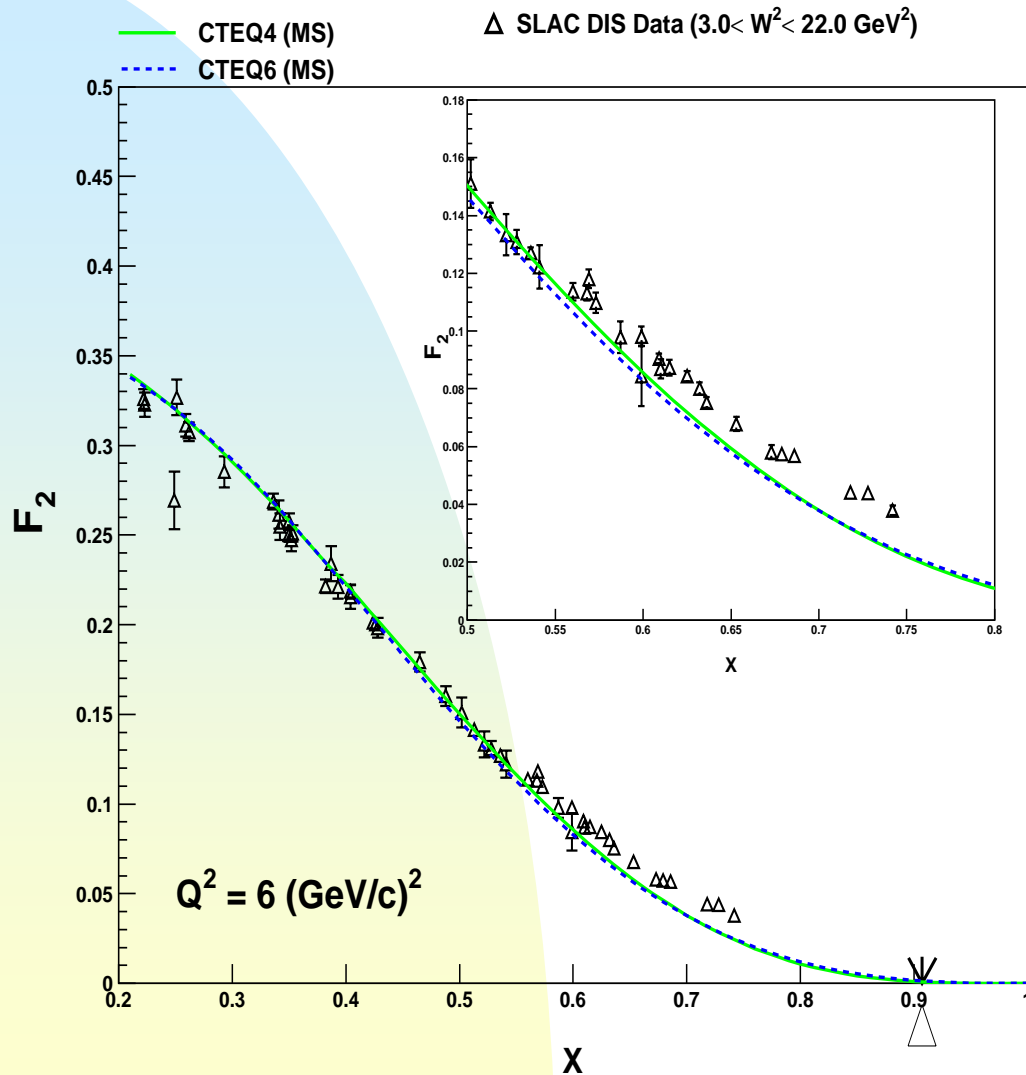 CTEQ4 (MS)
SLAC DIS Data (3.0< W² < 22.0 GeV²)
CTEQ6 (MS)
0.5
0.45
0.4
0.35
0.3
0.25
0.2
0.15
0.1
0.05
0
F₂
0.18
0.16
0.14
0.12
0.1
0.08
0.06
0.04
0.02
0
F₂
0.5 0.55 0.6 0.65 0.7 0.75 0.8
X
Q² = 6 (GeV/c)²
0.2 0.3 0.4 0.5 0.6 0.7 0.8 0.9
X